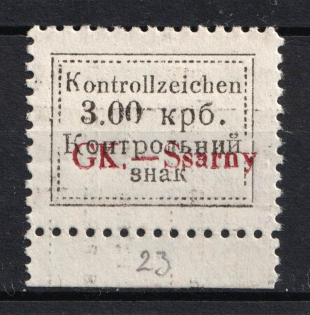 Kontrollzeichen
3.00 крб.
Контрольний
GK. — Ssarny
знак
23